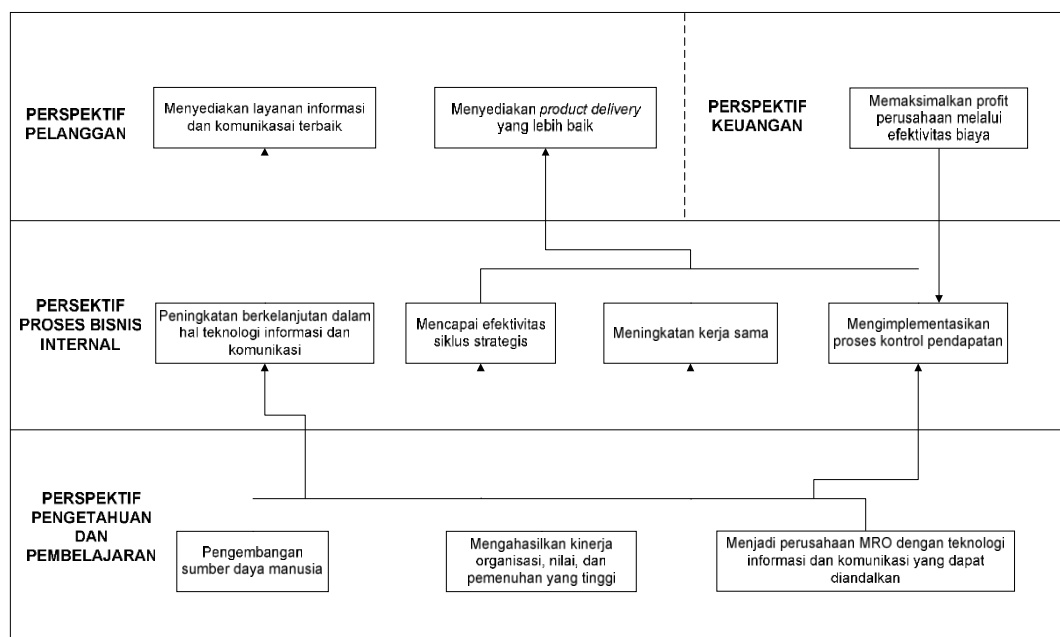 PERSPEKTIF
PELANGGAN
Menyediakan layanan informasi
dan komunikasai terbaik
Menyediakan product delivery
yang lebih baik
PERSPEKTIF
KEUANGAN
Memaksimalkan profit
perusahaan melalui
efektivitas biaya
PERSEKTIF
PROSES BISNIS
INTERNAL
Peningkatan berkelanjutan dalam
hal teknologi informasi dan
komunikasi
Mencapai efektivitas
siklus strategis
Meningkatan kerja sama
Mengimplementasikan
proses kontrol pendapatan
PERSPEKTIF
PENGETAHUAN
DAN
PEMBELAJARAN
Pengembangan
sumber daya manusia
Mengahasilkan kinerja
organisasi, nilai, dan
pemenuhan yang tinggi
Menjadi perusahaan MRO dengan teknologi
informasi dan komunikasi yang dapat
diandalkan